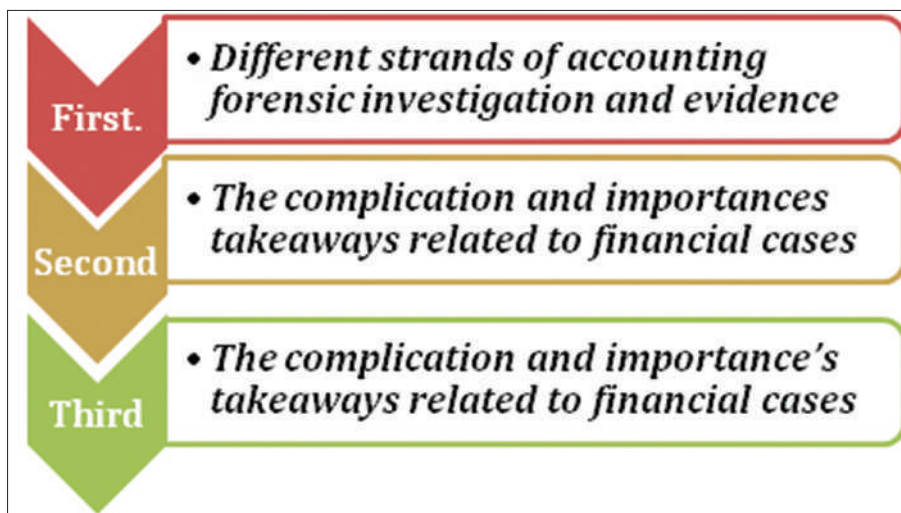 First.
• Different strands of accounting
forensic investigation and evidence
Second
• The complication and importances
takeaways related to financial cases
Third
• The complication and importance's
takeaways related to financial cases